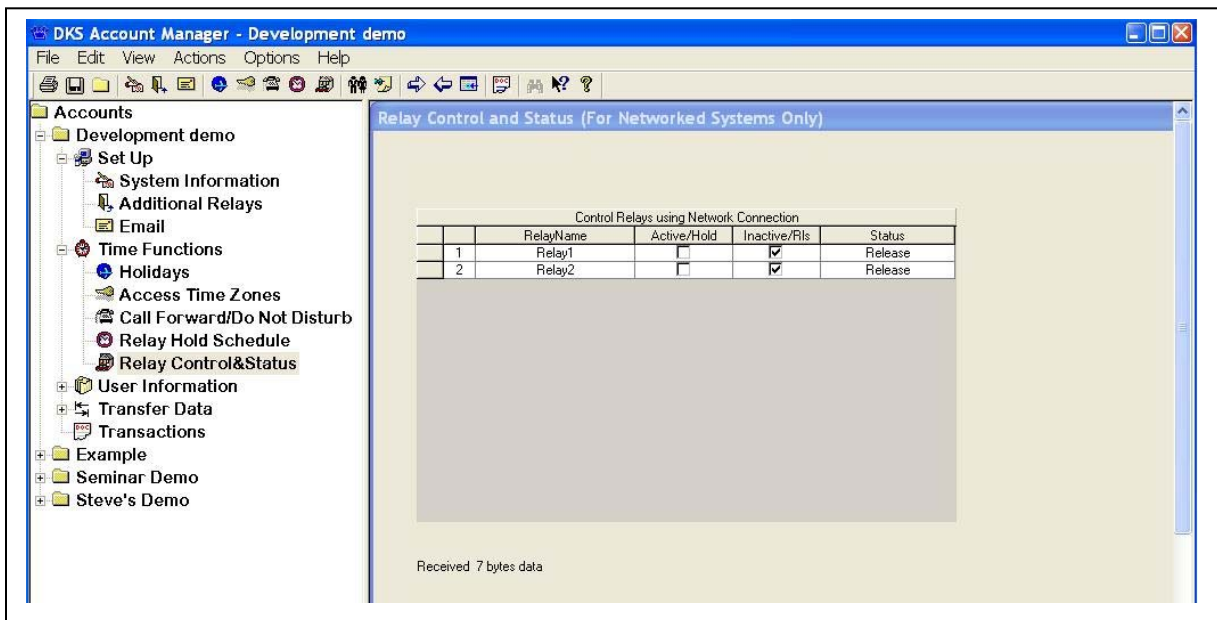 DKS Account Manager - Development demo
File Edit View Actions Options Help
Accounts
Development demo
Set Up
System Information
Additional Relays
Email
Time Functions
Holidays
Access Time Zones
Call Forward/Do Not Disturb
Relay Hold Schedule
Relay Control&Status
User Information
Transfer Data
Transactions
Example
Seminar Demo
Steve's Demo
Relay Control and Status (For Networked Systems Only)
Control Relays using Network Connection
RelayName Active/Hold Inactive/Rls Status
1 Relay1 Release
2 Relay2 Release
Received 7 bytes data